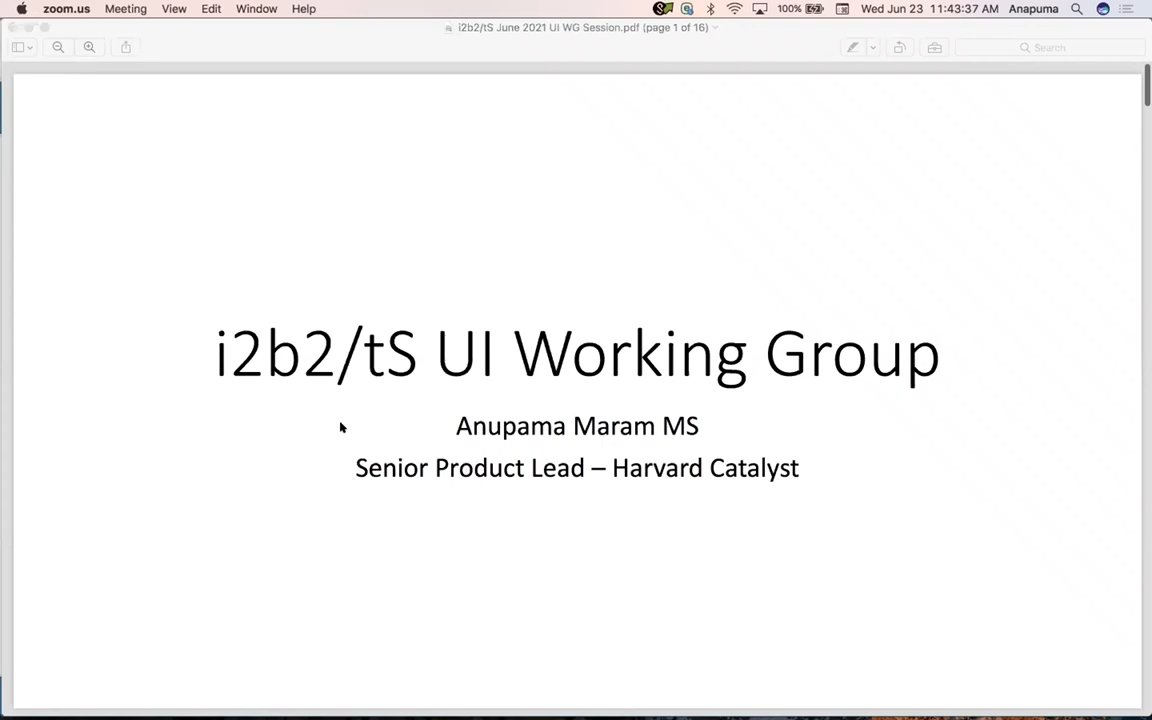 zoom.us Meeting View Edit Window Help 100% Wed Jun 23 11:43:37 AM Anapuma
i2b2/tS June 2021 UI WG Session.pdf (page 1 of 16)
Search
i2b2/tS UI Working Group
Anupama Maram MS
Senior Product Lead – Harvard Catalyst